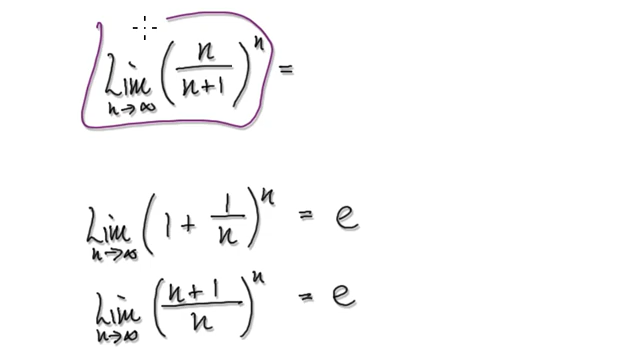 Lim n→∞ (n/(n+1))^n =
Lim n→∞ (1 + 1/n)^n = e
Lim n→∞ ((n+1)/n)^n = e